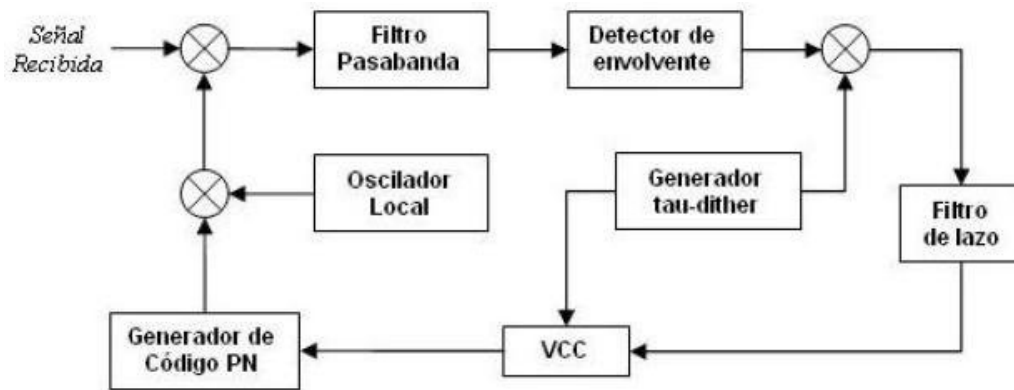 Señal
Recibida
Filtro
Pasabanda
Detector de
envolvente
Oscilador
Local
Generador
tau-dither
Filtro
de lazo
Generador de
Código PN
VCC